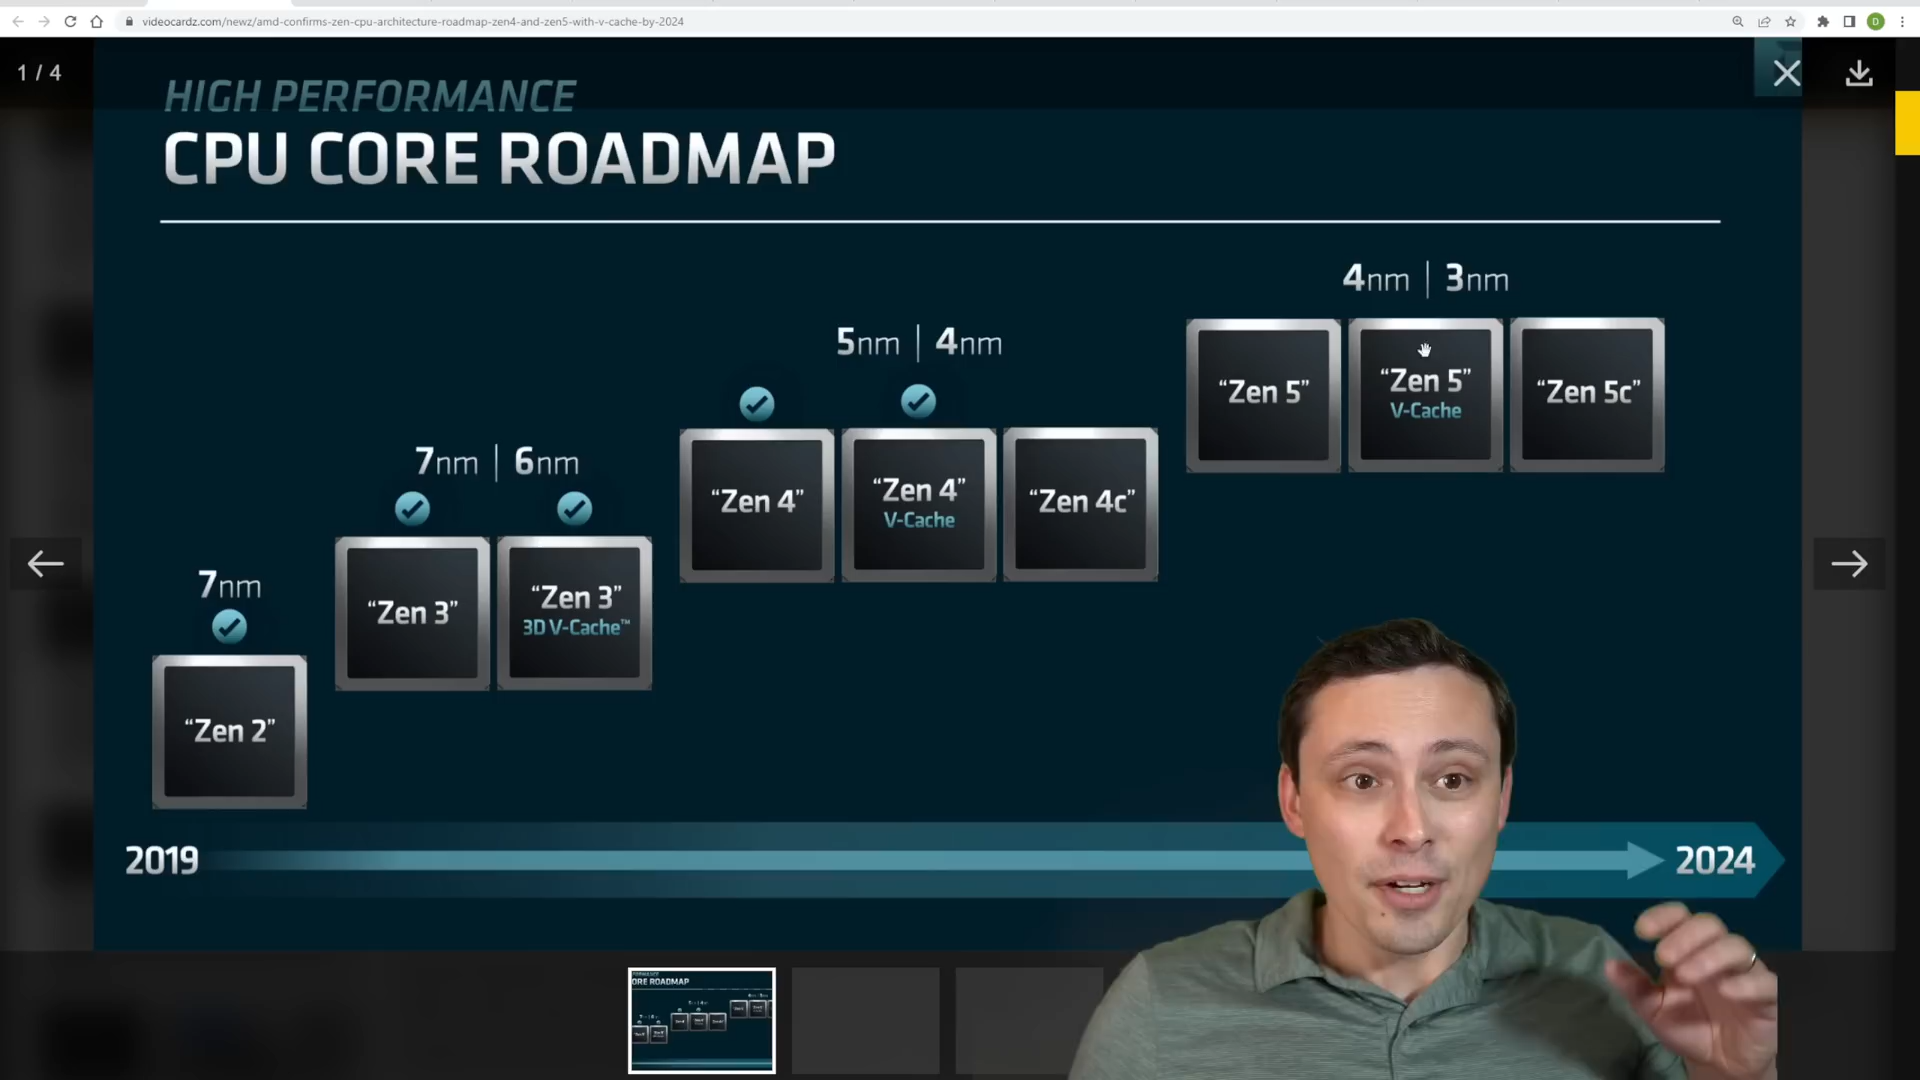 videocardz.com/newz/amd-confirms-zen-cpu-architecture-roadmap-zen4-and-zen5-with-v-cache-by-2024
D
1 / 4
HIGH PERFORMANCE
CPU CORE ROADMAP
4nm | 3nm
5nm | 4nm
"Zen 5"
"Zen 5"
V-Cache
"Zen 5c"
7nm | 6nm
"Zen 4"
"Zen 4"
V-Cache
"Zen 4c"
7nm
"Zen 3"
"Zen 3"
3D V-Cache™
"Zen 2"
2019
2024
ORE ROADMAP